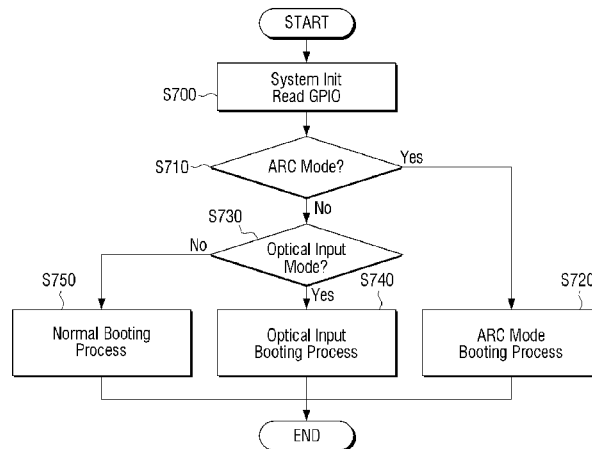 START
System Init
Read GPIO
S700
ARC Mode?
S710
Yes
No
S730
Optical Input
Mode?
No
Yes
S750
Normal Booting
Process
S740
Optical Input
Booting Process
S720
ARC Mode
Booting Process
END